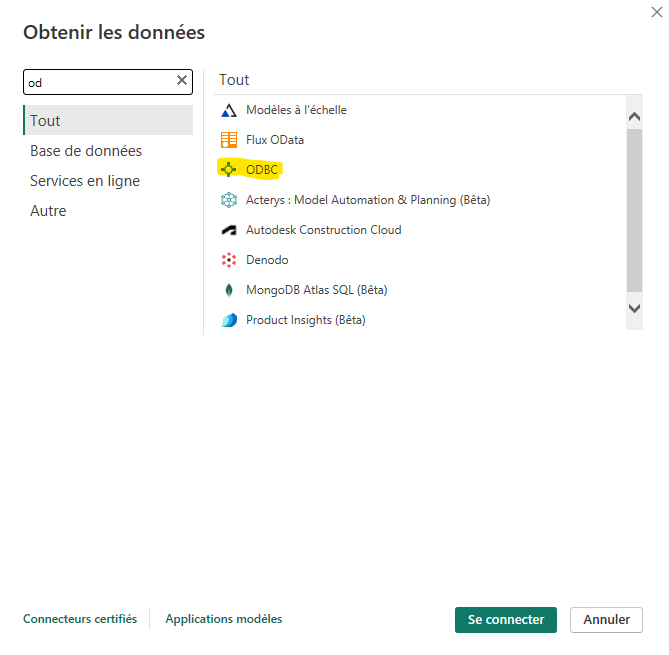 Obtenir les données
od
Tout
Base de données
Services en ligne
Autre
Tout
Modèles à l'échelle
Flux OData
ODBC
Acterys : Model Automation & Planning (Bêta)
Autodesk Construction Cloud
Denodo
MongoDB Atlas SQL (Bêta)
Product Insights (Bêta)
Connecteurs certifiés
Applications modèles
Se connecter
Annuler